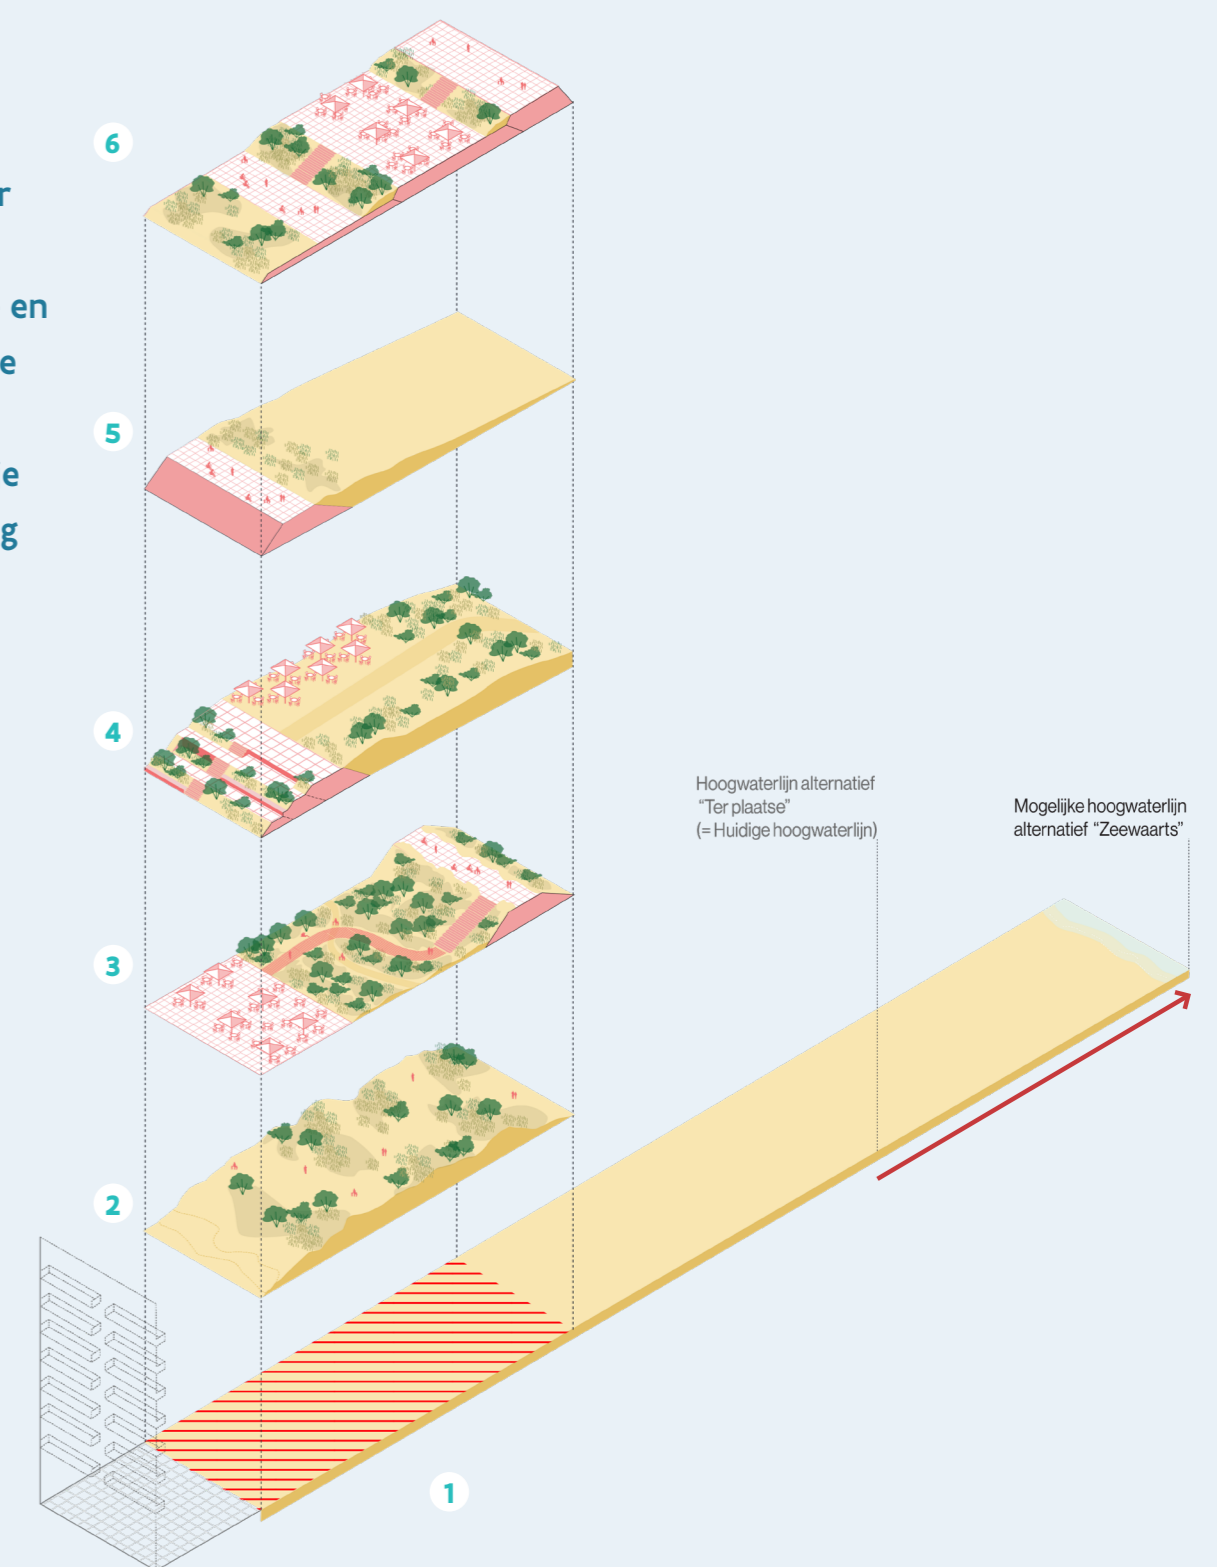 6
r
en
e
5
e
g
4
Hoogwaterlijn alternatief
“Ter plaatse”
(= Huidige hoogwaterlijn)
Mogelijke hoogwaterlijn
alternatief “Zeewaarts”
3
2
1